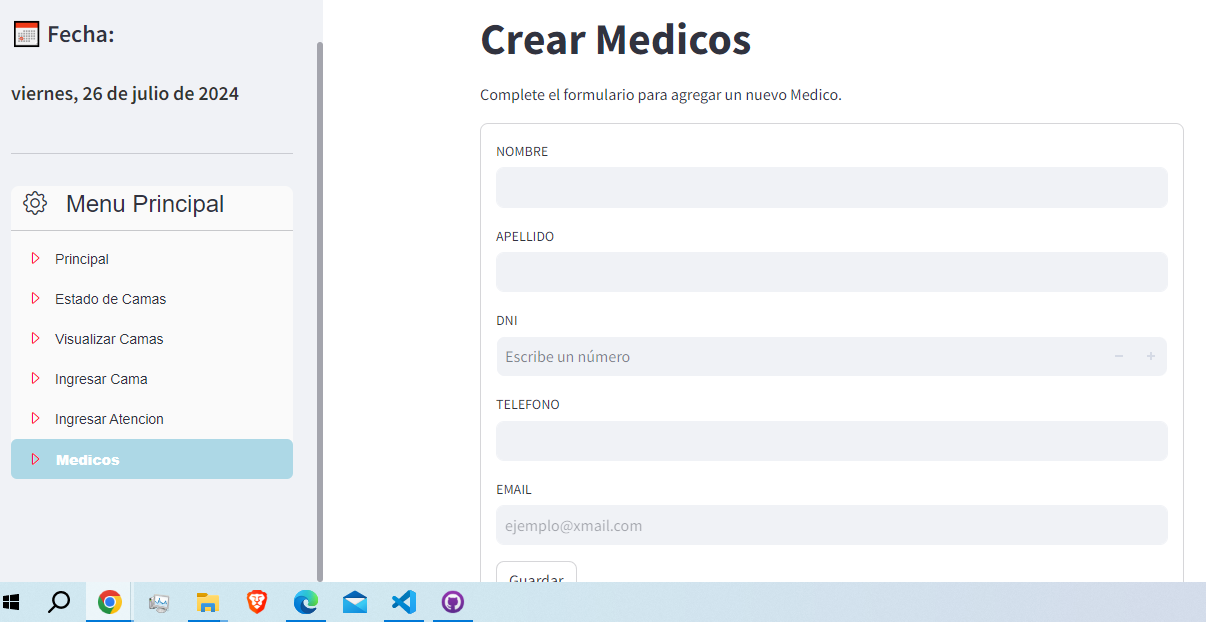 Fecha:
viernes, 26 de julio de 2024
Menu Principal
Principal
Estado de Camas
Visualizar Camas
Ingresar Cama
Ingresar Atencion
Medicos
Crear Medicos
Complete el formulario para agregar un nuevo Medico.
NOMBRE
APELLIDO
DNI
Escribe un número
TELEFONO
EMAIL
ejemplo@xmail.com
Guardar